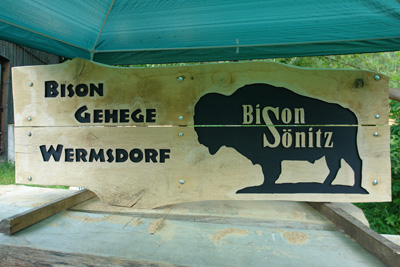 Bison
Gehege
Wermsdorf
Bison
Sönitz